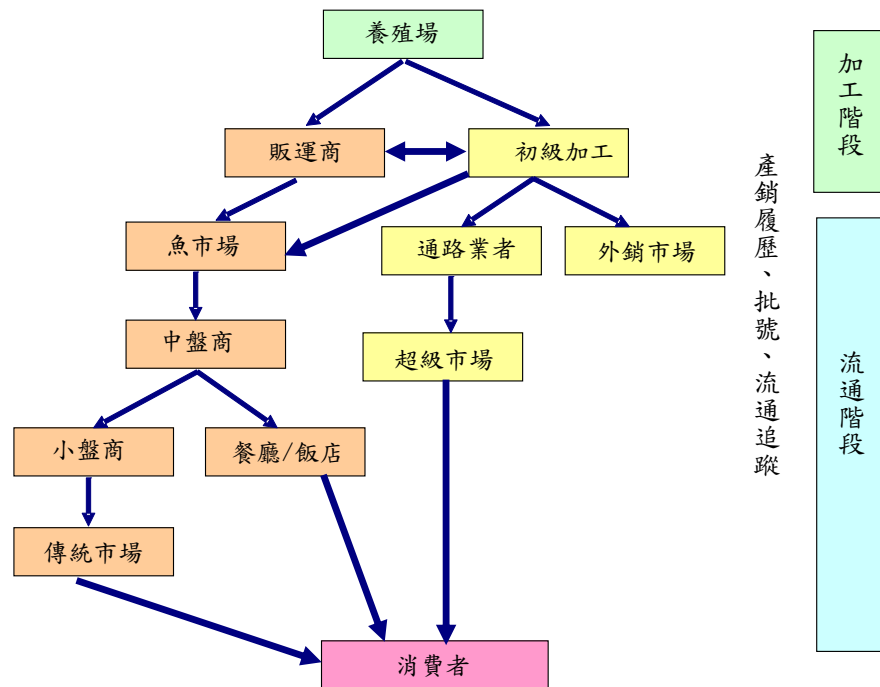 養殖場
販運商
初級加工
魚市場
通路業者
外銷市場
中盤商
超級市場
小盤商
餐廳/飯店
傳統市場
消費者
產銷履歷、批號、流通追蹤
加工階段
流通階段